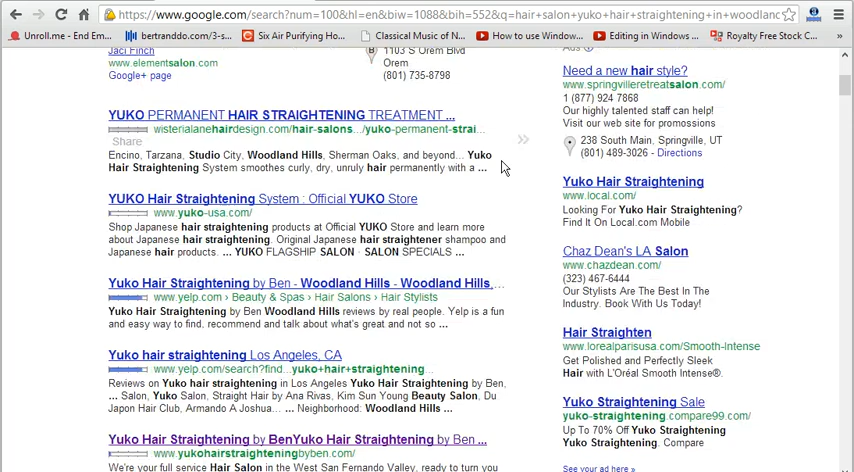 https://www.google.com/search?num=100&hl=en&biw=1088&bih=552&q=hair+salon+yuko+hair+straightening+in+woodlanc
Unroll.me - End Em...
bertranddo.com/3-s...
Six Air Purifying Ho...
Classical Music of N...
How to use Window...
Editing in Windows ...
Royalty Free Stock C...
Jaci Finch
www.elementsalon.com
Google+ page
B
1103 S Orem Blvd
Orem
(801) 735-8798
YUKO PERMANENT HAIR STRAIGHTENING TREATMENT ...
wisterialanehairdesign.com/hair-salons.../yuko-permanent-strai...
Share
Encino, Tarzana, Studio City, Woodland Hills, Sherman Oaks, and beyond... Yuko
Hair Straightening System smoothes curly, dry, unruly hair permanently with a ...
YUKO Hair Straightening System : Official YUKO Store
www.yuko-usa.com/
Shop Japanese hair straightening products at Official YUKO Store and learn more
about Japanese hair straightening. Original Japanese hair straightener shampoo and
Japanese hair products. ... YUKO FLAGSHIP SALON · SALON SPECIALS ...
Yuko Hair Straightening by Ben - Woodland Hills - Woodland Hills,...
www.yelp.com › Beauty & Spas › Hair Salons › Hair Stylists
Yuko Hair Straightening by Ben Woodland Hills reviews by real people. Yelp is a fun
and easy way to find, recommend and talk about what's great and not so ...
Yuko hair straightening Los Angeles, CA
www.yelp.com/search?find...yuko+hair+straightening...
Reviews on Yuko hair straightening in Los Angeles Yuko Hair Straightening by Ben,
... Salon, Yuko Salon, Straight Hair by Ana Rivas, Kim Sun Young Beauty Salon, Du
Japon Hair Club, Armando A Joshua... ... Neighborhood: Woodland Hills ...
Yuko Hair Straightening by BenYuko Hair Straightening by Ben ...
www.yukohairstraighteningbyben.com/
We're your full service Hair Salon in the West San Fernando Valley, ready to turn you
Ads
Need a new hair style?
www.springvilleretreatsalon.com/
1 (877) 924 7868
Our highly talented staff can help!
Visit our web site for promossions
238 South Main, Springville, UT
(801) 489-3026 - Directions
Yuko Hair Straightening
www.local.com/
Looking For Yuko Hair Straightening?
Find It On Local.com Mobile
Chaz Dean's LA Salon
www.chazdean.com/
(323) 467-6444
Our Stylists Are The Best In The
Industry. Book With Us Today!
Hair Straighten
www.lorealparisusa.com/Smooth-Intense
Get Polished and Perfectly Sleek
Hair with L'Oréal Smooth Intense®.
Yuko Straightening Sale
yuko-straightening.compare99.com/
Up To 70% Off Yuko Straightening
Yuko Straightening. Compare
See your ad here »